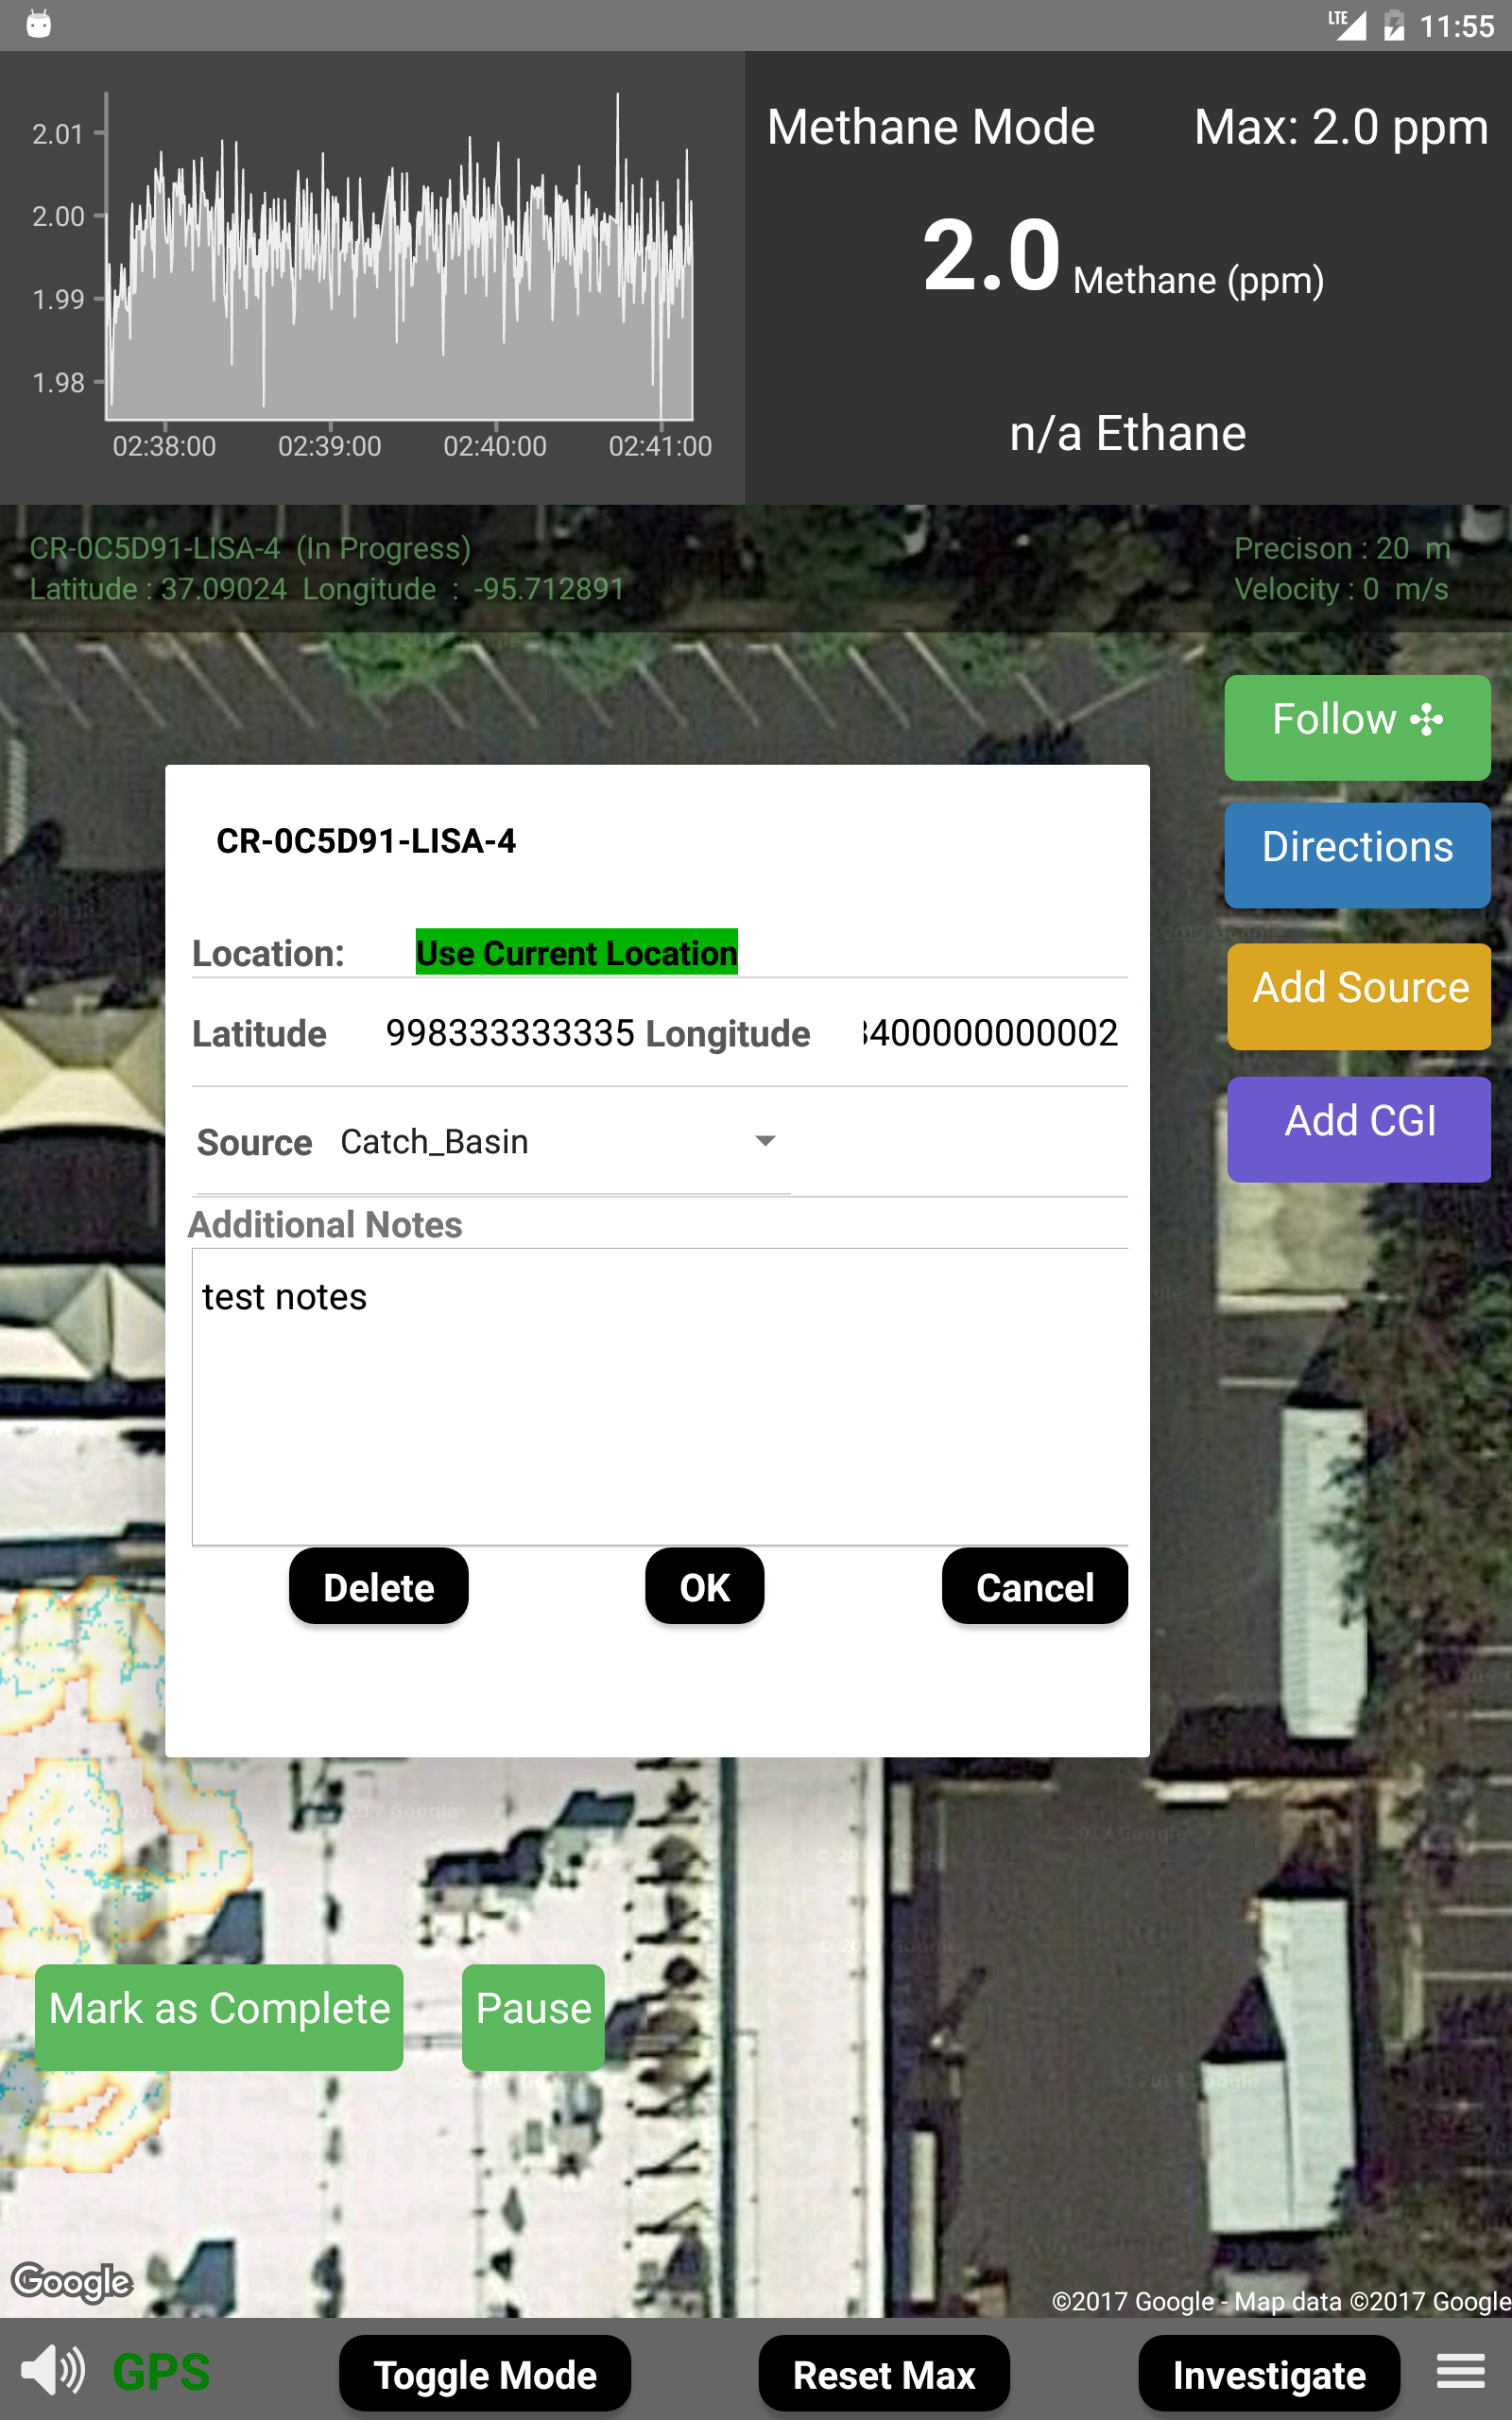 LTE 11:55
2.01
2.00
1.99
1.98
02:38:00 02:39:00 02:40:00 02:41:00
Methane Mode Max: 2.0 ppm
2.0 Methane (ppm)
n/a Ethane
CR-0C5D91-LISA-4 (In Progress)
Latitude : 37.09024 Longitude : -95.712891
Precison : 20 m
Velocity : 0 m/s
Follow
Directions
Add Source
Add CGI
CR-0C5D91-LISA-4
Location: Use Current Location
Latitude 998333333335 Longitude 3400000000002
Source Catch_Basin
Additional Notes
test notes
Delete OK Cancel
Mark as Complete Pause
Google
©2017 Google - Map data ©2017 Google
GPS Toggle Mode Reset Max Investigate